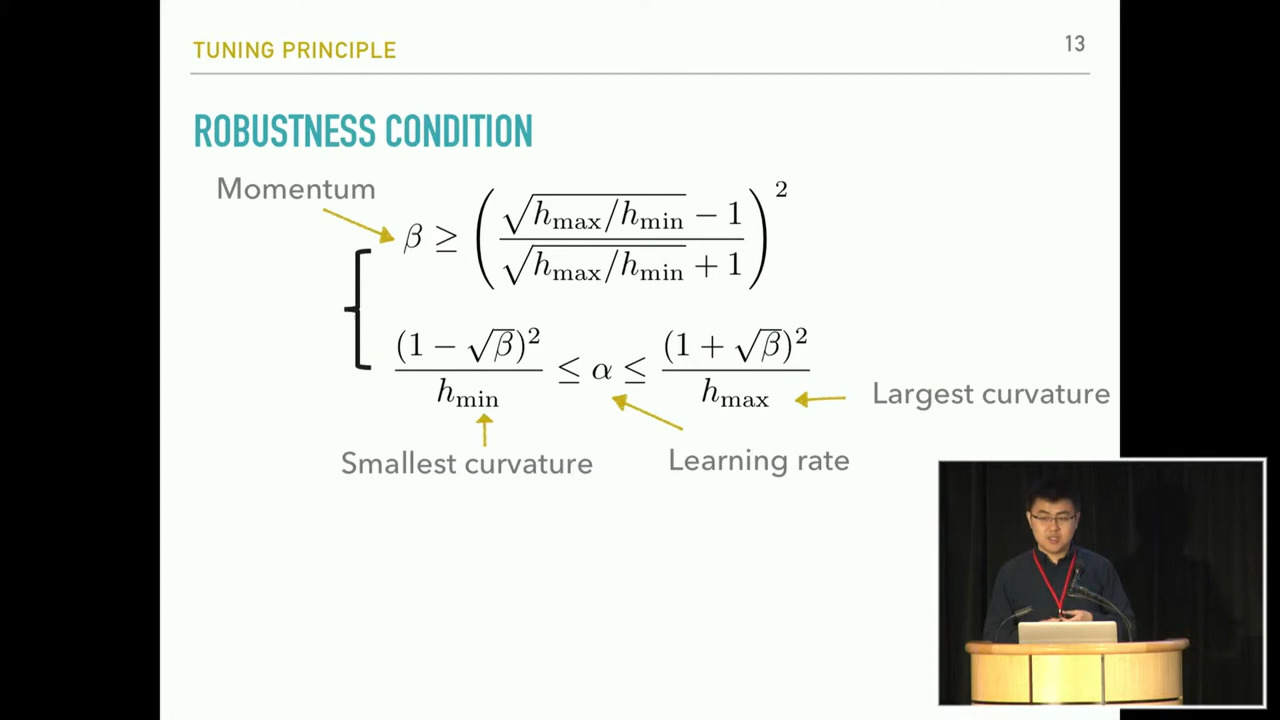 TUNING PRINCIPLE
13
ROBUSTNESS CONDITION
Momentum
β ≥ ( (√(h_max/h_min) − 1) / (√(h_max/h_min) + 1) )²
(1 − √β)² / h_min ≤ α ≤ (1 + √β)² / h_max
Largest curvature
Smallest curvature
Learning rate